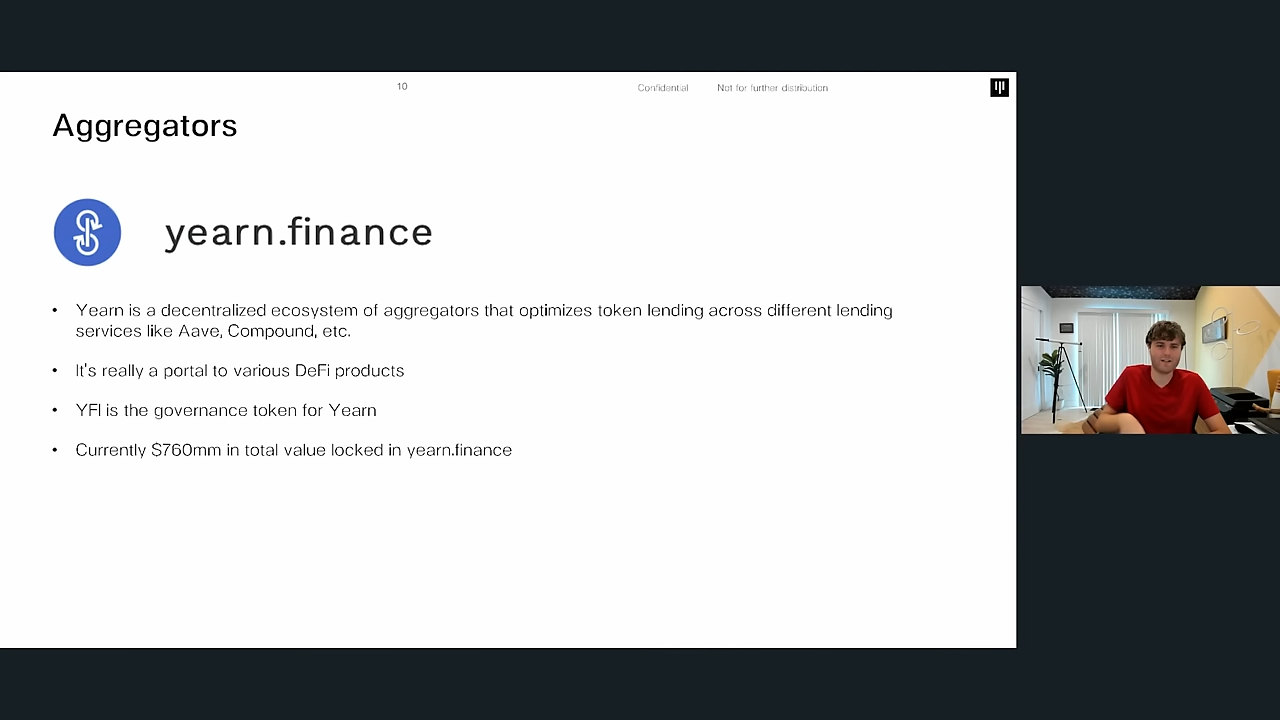 10
Confidential Not for further distribution
Aggregators
yearn.finance
• Yearn is a decentralized ecosystem of aggregators that optimizes token lending across different lending
services like Aave, Compound, etc.
• It's really a portal to various DeFi products
• YFI is the governance token for Yearn
• Currently $760mm in total value locked in yearn.finance